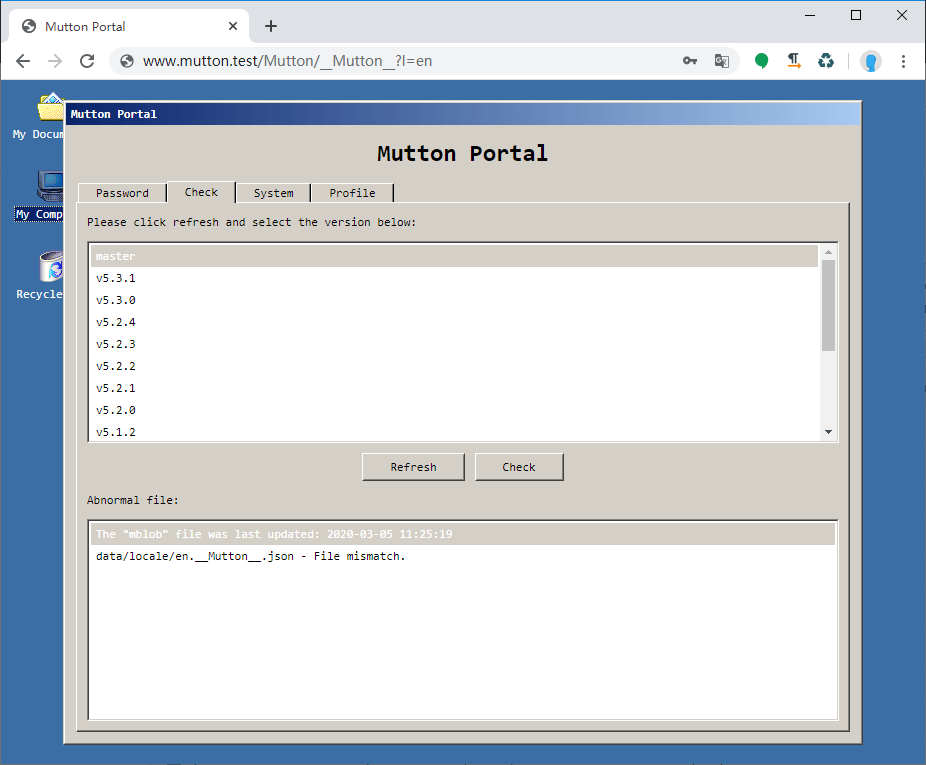 Mutton Portal
www.mutton.test/Mutton/__Mutton__?l=en
My Docum
My Comp
Recycle
Mutton Portal
Mutton Portal
Password Check System Profile
Please click refresh and select the version below:
master
v5.3.1
v5.3.0
v5.2.4
v5.2.3
v5.2.2
v5.2.1
v5.2.0
v5.1.2
Refresh Check
Abnormal file:
The "mblob" file was last updated: 2020-03-05 11:25:19
data/locale/en.__Mutton__.json - File mismatch.